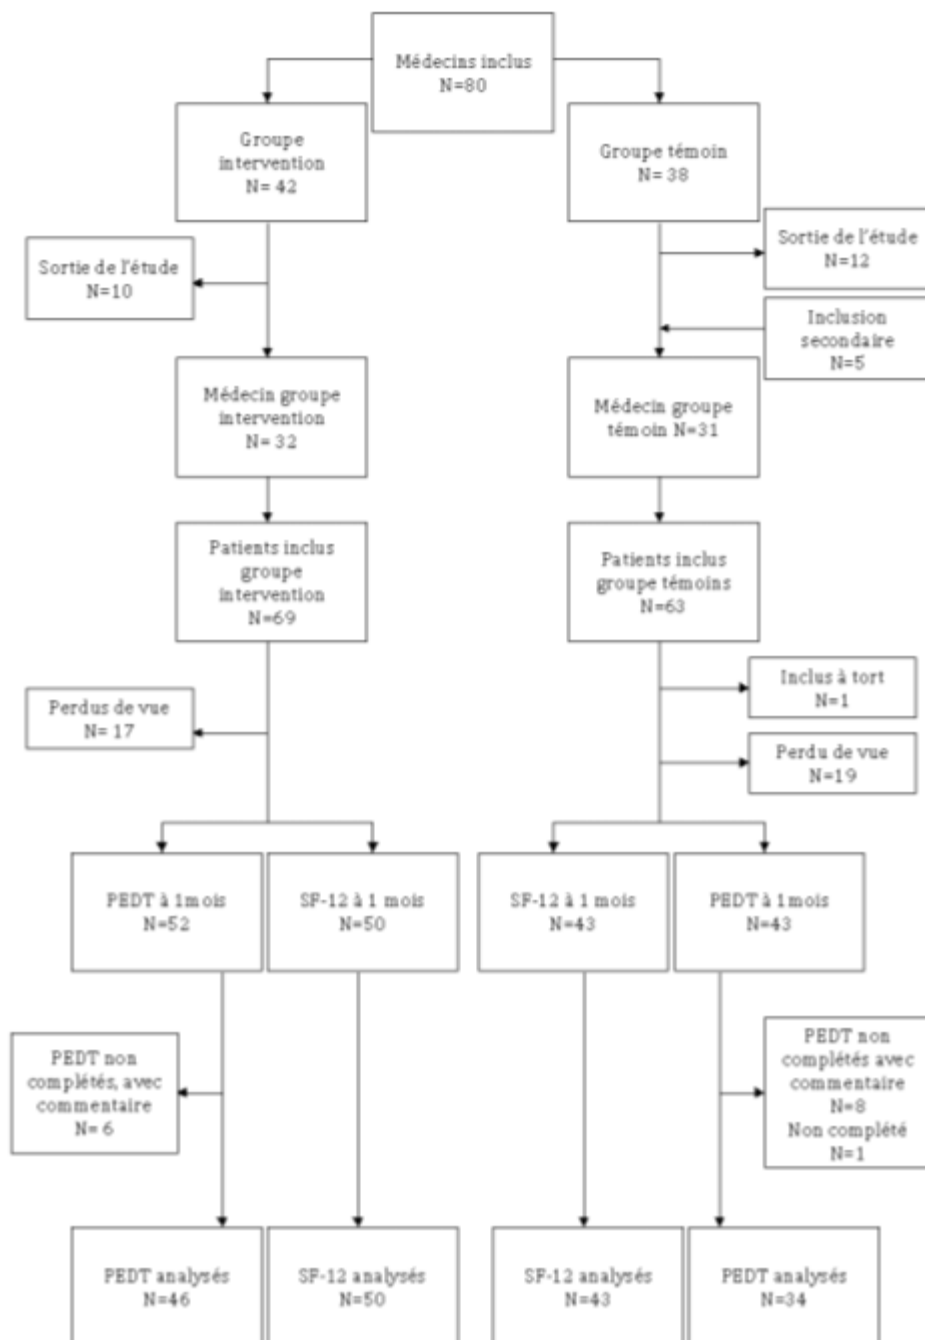 Médecins inclus
N=80
Groupe
intervention
N= 42
Groupe témoin
N= 38
Sortie de l'étude
N=10
Sortie de l'étude
N=12
Inclusion
secondaire
N=5
Médecin groupe
intervention
N= 32
Médecin groupe
témoin N=31
Patients inclus
groupe
intervention
N=69
Patients inclus
groupe témoins
N=63
Perdus de vue
N= 17
Inclus à tort
N=1
Perdu de vue
N=19
PEDT à 1mois
N=52
SF-12 à 1 mois
N=50
SF-12 à 1 mois
N=43
PEDT à 1mois
N=43
PEDT non
complétés, avec
commentaire
N= 6
PEDT non
complétés avec
commentaire
N=8
Non complété
N=1
PEDT analysés
N=46
SF-12 analysés
N=50
SF-12 analysés
N=43
PEDT analysés
N=34